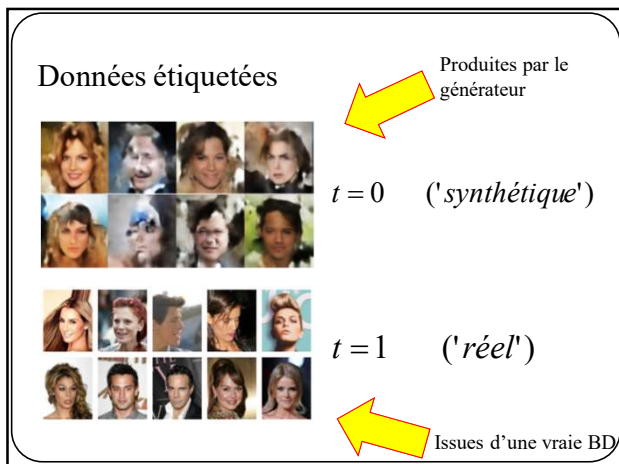 Données étiquetées
Produites par le
générateur
t = 0 ('synthétique')
t = 1 ('réel')
Issues d’une vraie BD